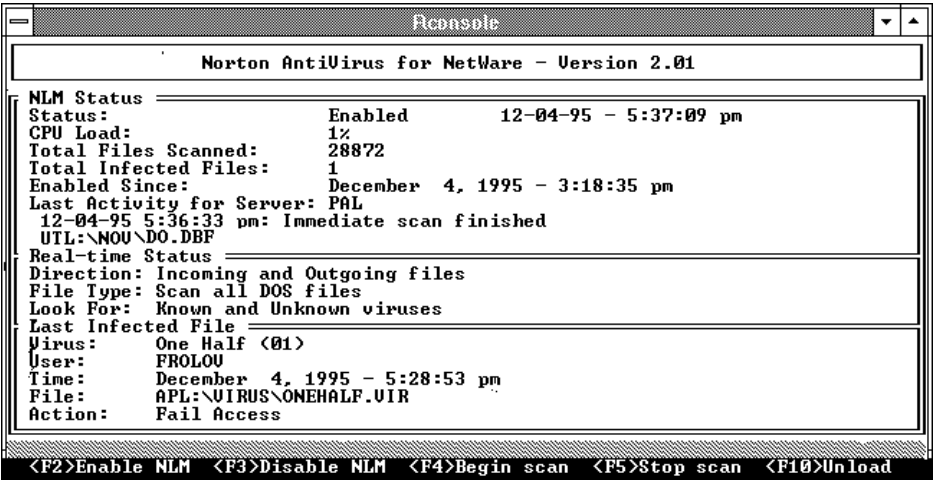 Rconsole
Norton AntiVirus for NetWare - Version 2.01
NLM Status
Status: Enabled 12-04-95 - 5:37:09 pm
CPU Load: 1%
Total Files Scanned: 28872
Total Infected Files: 1
Enabled Since: December 4, 1995 - 3:18:35 pm
Last Activity for Server: PAL
12-04-95 5:36:33 pm: Immediate scan finished
UTL:\NOV\DO.DBF
Real-time Status
Direction: Incoming and Outgoing files
File Type: Scan all DOS files
Look For: Known and Unknown viruses
Last Infected File
Virus: One Half (01)
User: FROLOV
Time: December 4, 1995 - 5:28:53 pm
File: APL:\VIRUS\ONEHALF.VIR
Action: Fail Access
<F2>Enable NLM <F3>Disable NLM <F4>Begin scan <F5>Stop scan <F10>Unload